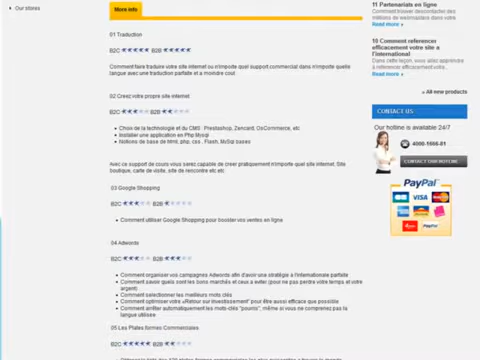 Our stores
More info
01 Traduction
B2C B2B
Comment faire traduire votre site internet ou n'importe quel support commercial dans n'importe quelle
langue avec une traduction parfaite et a moindre cout
02 Creez votre propre site internet
B2C B2B
Choix de la technologie et du CMS : Prestashop, Zencard, OsCommerce, etc
Installer une application en Php Mysql
Notions de base de html, php, css , Flash, MySql bases
Avec ce support de cours vous serez capable de creer pratiquement n'importe quel site internet. Site
boutique, carte de visite, site de rencontre etc etc
03 Google Shopping
B2C B2B
Comment utiliser Google Shopping pour booster vos ventes en ligne
04 Adwords
B2C B2B
Comment organiser vos campagnes Adwords afin d'avoir une stratégie a l'internationale parfaite
Comment savoir quels sont les bons marchés et ceux a eviter (pour ne pas perdre votre temps et votre
argent)
Comment selectionner les meilleurs mots clés
Comment optimiser votre «Retour sur Investissement" pour être aussi efficace que possible
Comment arrêter automatiquement les mots-clés "pourris", même si vous ne comprenez pas la
langue utilisée
05 Les Plates formes Commerciales
11 Partenariats en ligne
Comment trouver des
millions de webmasters dans votre
Read more
10 Comment referencer
efficacement votre site a
l'international
Dans cette leçon, vous allez apprendre
à referencer efficacement votre
Read more
» All new products
CONTACT US
Our hotline is available 24/7
4000-1666-81
CONTACT OUR HOTLINE
PayPal
VISA